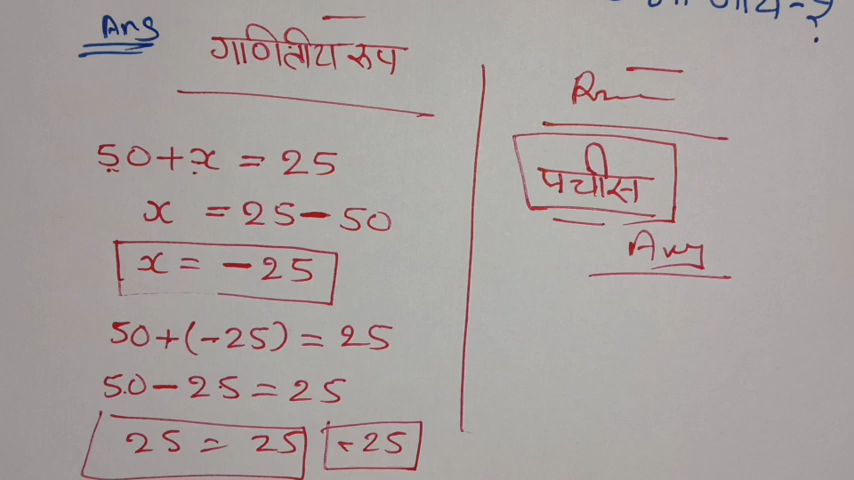 Ans
गणितीय रूप
50+x = 25
x = 25-50
x = -25
50+(-25) = 25
50-25 = 25
25 = 25
-25
पचीस
Ans